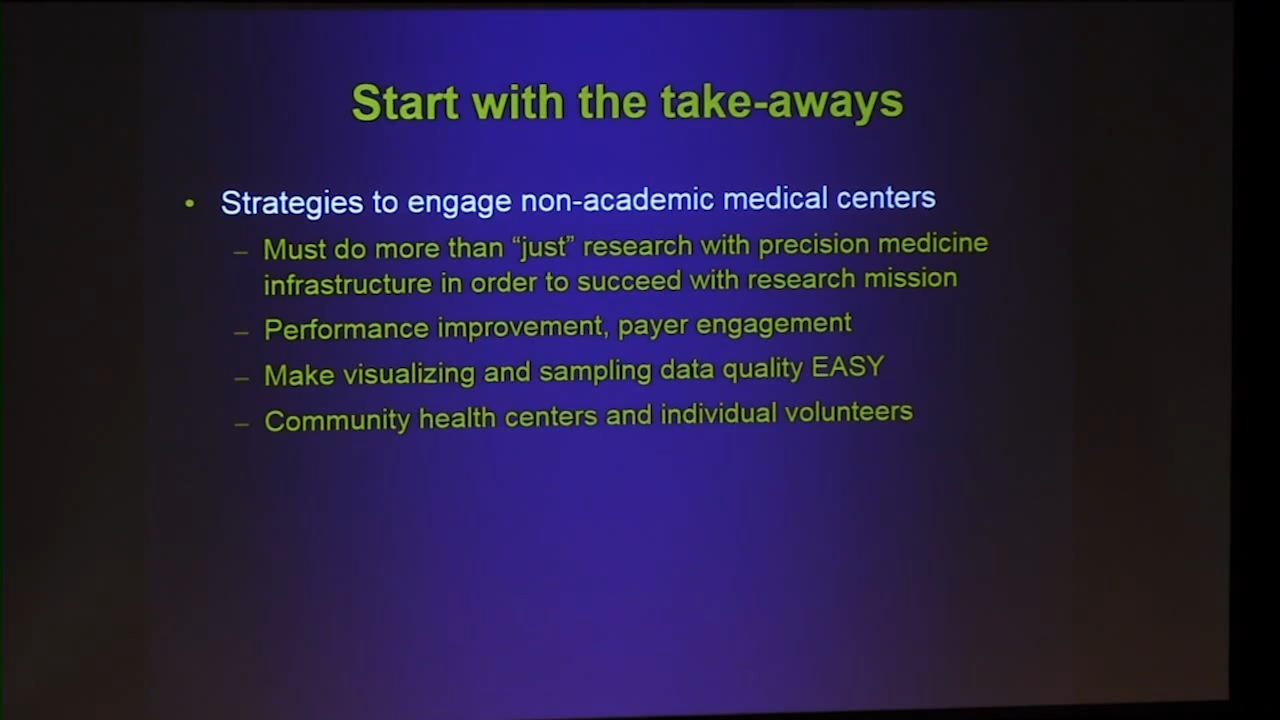 Start with the take-aways
• Strategies to engage non-academic medical centers
– Must do more than “just” research with precision medicine
infrastructure in order to succeed with research mission
– Performance improvement, payer engagement
– Make visualizing and sampling data quality EASY
– Community health centers and individual volunteers